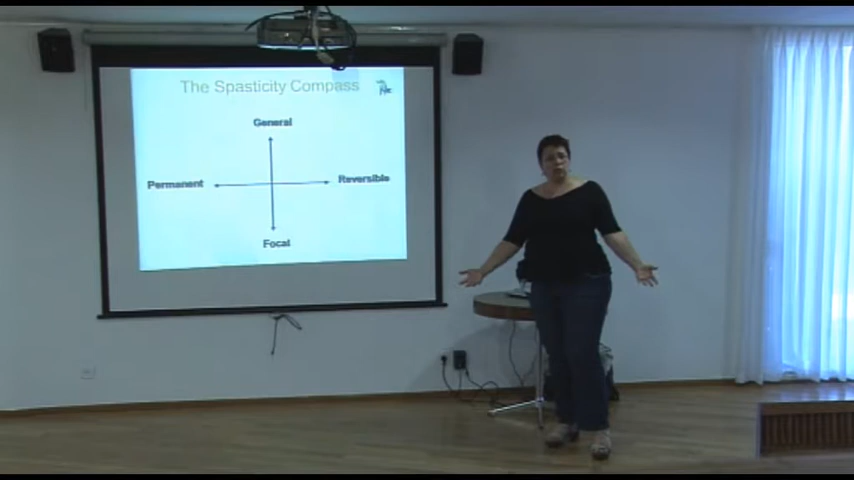 The Spasticity Compass
General
Permanent
Reversible
Focal